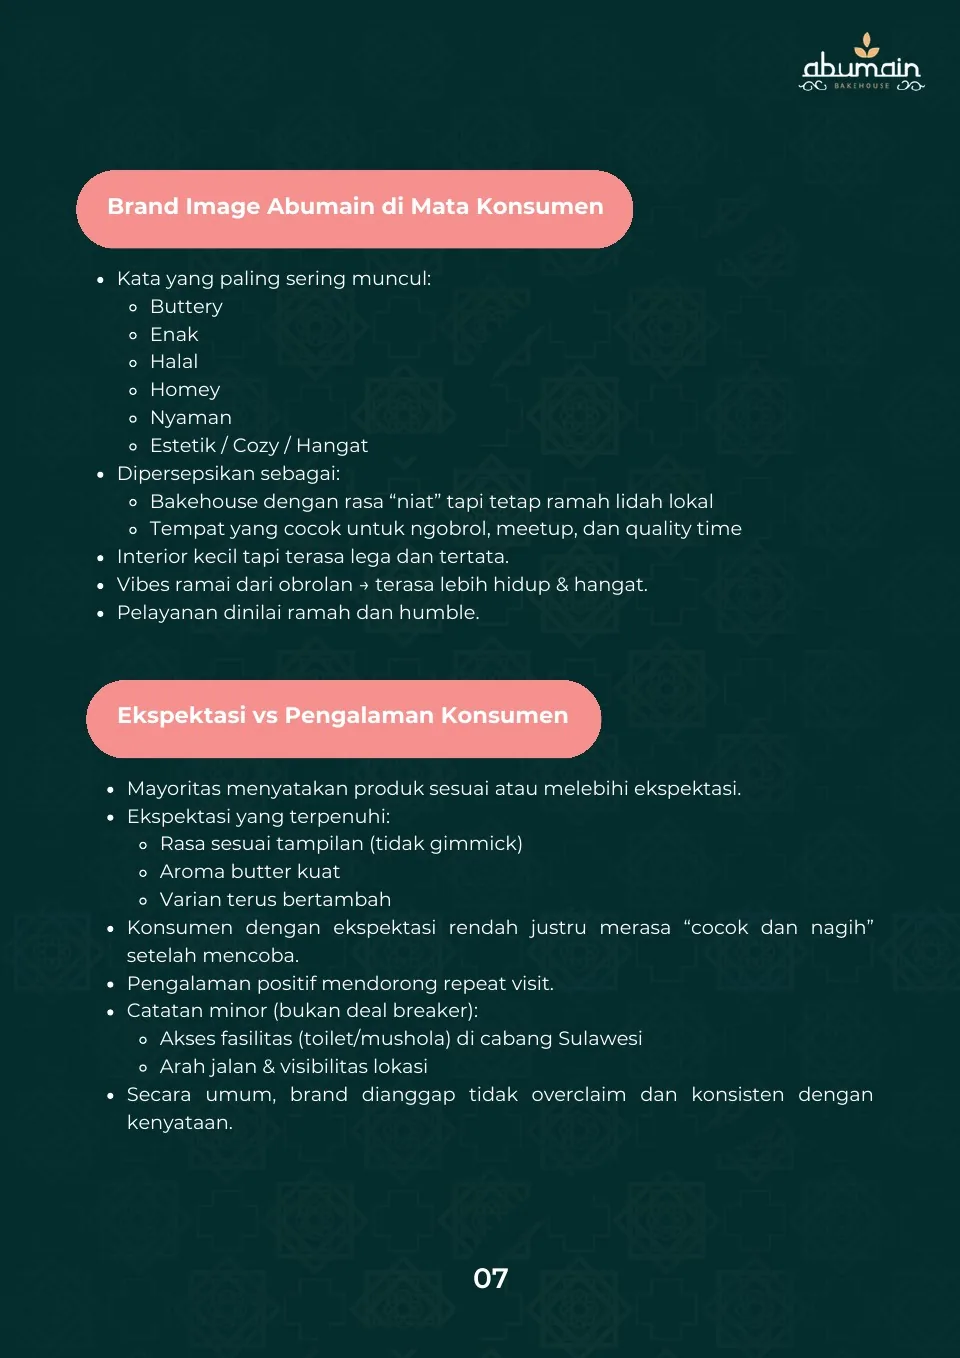 abumain
BAKEHOUSE
Brand Image Abumain di Mata Konsumen
• Kata yang paling sering muncul:
◦ Buttery
◦ Enak
◦ Halal
◦ Homey
◦ Nyaman
◦ Estetik / Cozy / Hangat
• Dipersepsikan sebagai:
◦ Bakehouse dengan rasa “niat” tapi tetap ramah lidah lokal
◦ Tempat yang cocok untuk ngobrol, meetup, dan quality time
• Interior kecil tapi terasa lega dan tertata.
• Vibes ramai dari obrolan → terasa lebih hidup & hangat.
• Pelayanan dinilai ramah dan humble.
Ekspektasi vs Pengalaman Konsumen
• Mayoritas menyatakan produk sesuai atau melebihi ekspektasi.
• Ekspektasi yang terpenuhi:
◦ Rasa sesuai tampilan (tidak gimmick)
◦ Aroma butter kuat
◦ Varian terus bertambah
• Konsumen dengan ekspektasi rendah justru merasa “cocok dan nagih”
setelah mencoba.
• Pengalaman positif mendorong repeat visit.
• Catatan minor (bukan deal breaker):
◦ Akses fasilitas (toilet/mushola) di cabang Sulawesi
◦ Arah jalan & visibilitas lokasi
• Secara umum, brand dianggap tidak overclaim dan konsisten dengan
kenyataan.
07